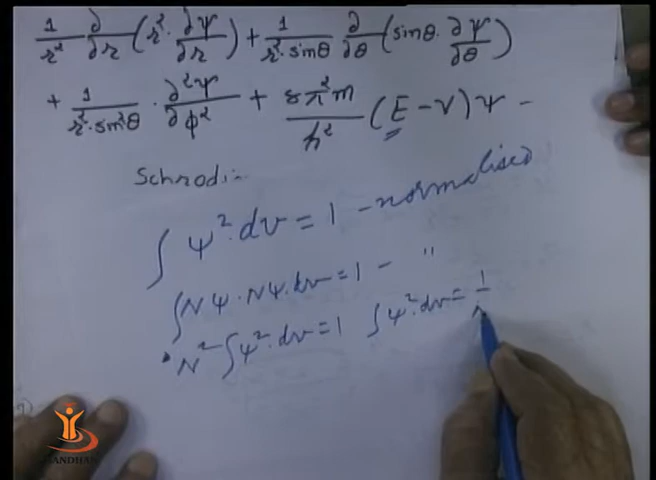 1/r² ∂/∂r (r² · ∂ψ/∂r) + 1/r²·sinθ ∂/∂θ (sinθ · ∂ψ/∂θ)
+ 1/r²·sin²θ · ∂²ψ/∂φ² + 8π²m/h² (E - V)ψ -
Schrodi..
∫ ψ²·dv = 1 - normalised
∫ Nψ · Nψ·dv = 1 - "
N² ∫ψ²·dv = 1 ∫ψ²·dv = 1/